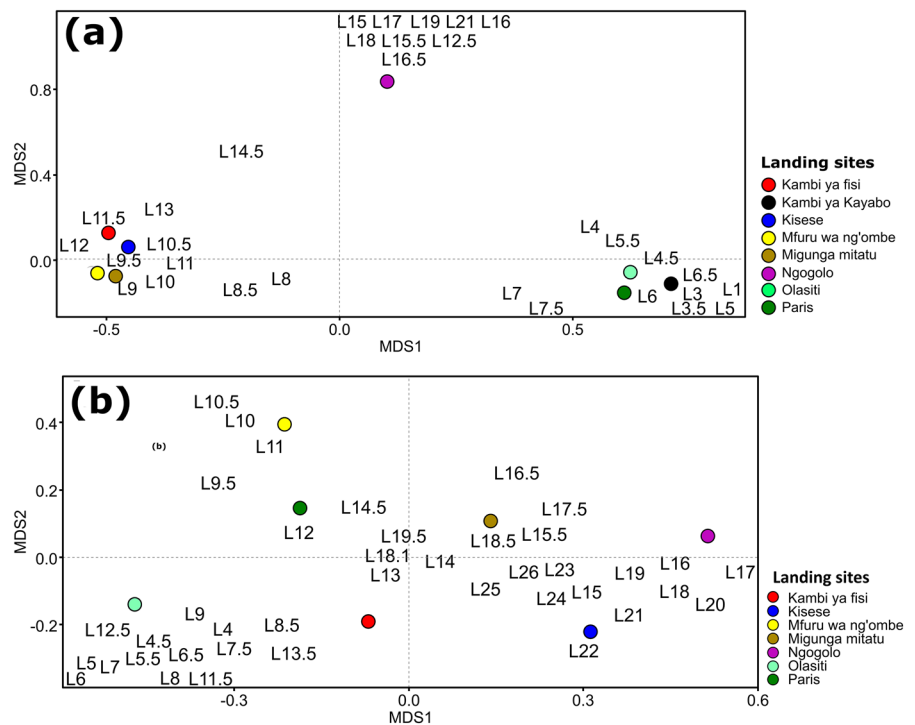 (a)
L15 L17 L19 L21 L16
L18 L15.5 L12.5
L16.5
0.8
MDS2
L14.5
0.4
Landing sites
Kambi ya fisi
Kambi ya Kayabo
Kisese
Mfuru wa ng'ombe
Migunga mitatu
Ngogolo
Olasiti
Paris
L13
L11.5
L4
L12
L10.5
L5.5
0.0
L9.5
L11
L4.5
L10
L8
L6.5
L9
L8.5
L7
L6
L3
L1
L7.5
L3.5
L5
-0.5
0.0
0.5
MDS1
(b)
L10.5
0.4
L10
L11
(b)
L9.5
L16.5
MDS2
0.2
L14.5
L17.5
L12
L19.5
L18.5
L15.5
0.0
L18.1
L14
L16
L13
L26
L23
L19
L17
L25
L24
L15
L18
L20
L9
L21
-0.2
L12.5
L4
L8.5
L4.5
L7.5
L22
L5
L7
L5.5
L6.5
L13.5
L6
L8
L11.5
-0.3
0.0
0.3
0.6
MDS1
Landing sites
Kambi ya fisi
Kisese
Mfuru wa ng'ombe
Migunga mitatu
Ngogolo
Olasiti
Paris